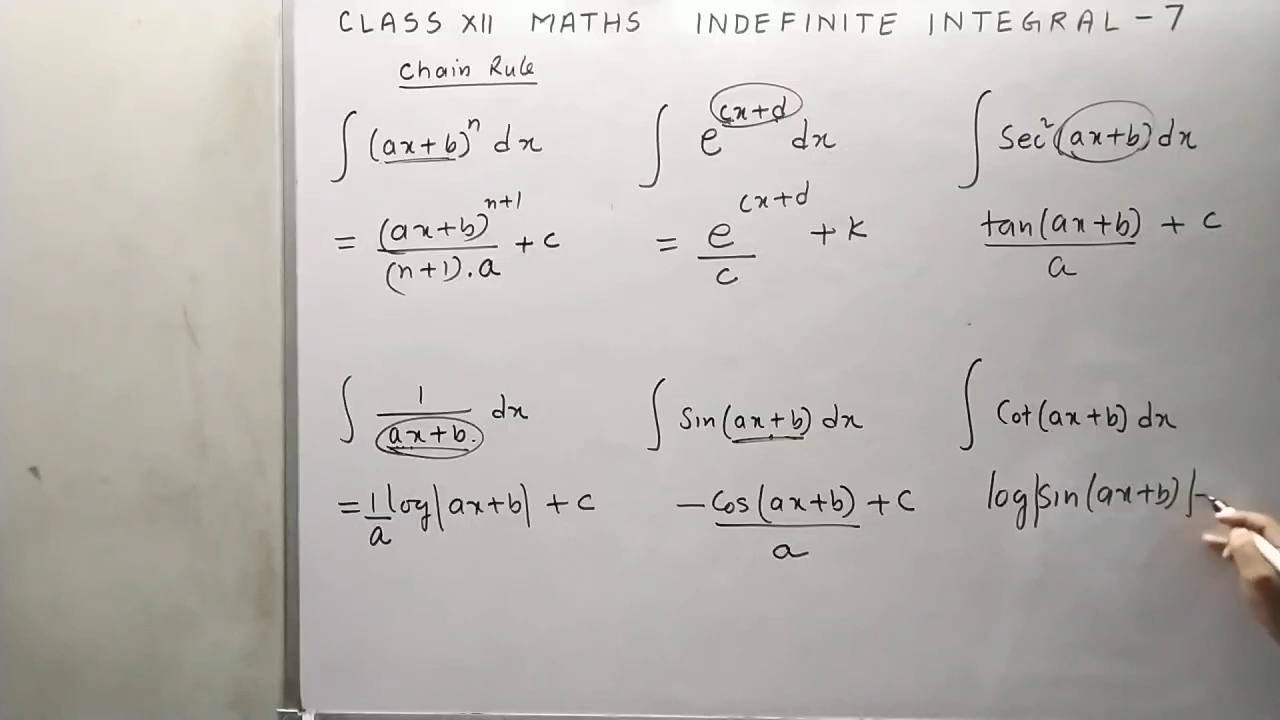 CLASS XII MATHS INDEFINITE INTEGRAL - 7
Chain Rule
∫ (ax+b)ⁿ dx
= (ax+b)ⁿ⁺¹ / (n+1).a + c
∫ e^(cx+d) dx
= e^(cx+d) / c + k
∫ Sec²(ax+b) dx
tan(ax+b) / a + c
∫ 1 / (ax+b) dx
= 1/a log|ax+b| + c
∫ Sin(ax+b) dx
- Cos(ax+b) / a + c
∫ Cot(ax+b) dx
log|Sin(ax+b)| -